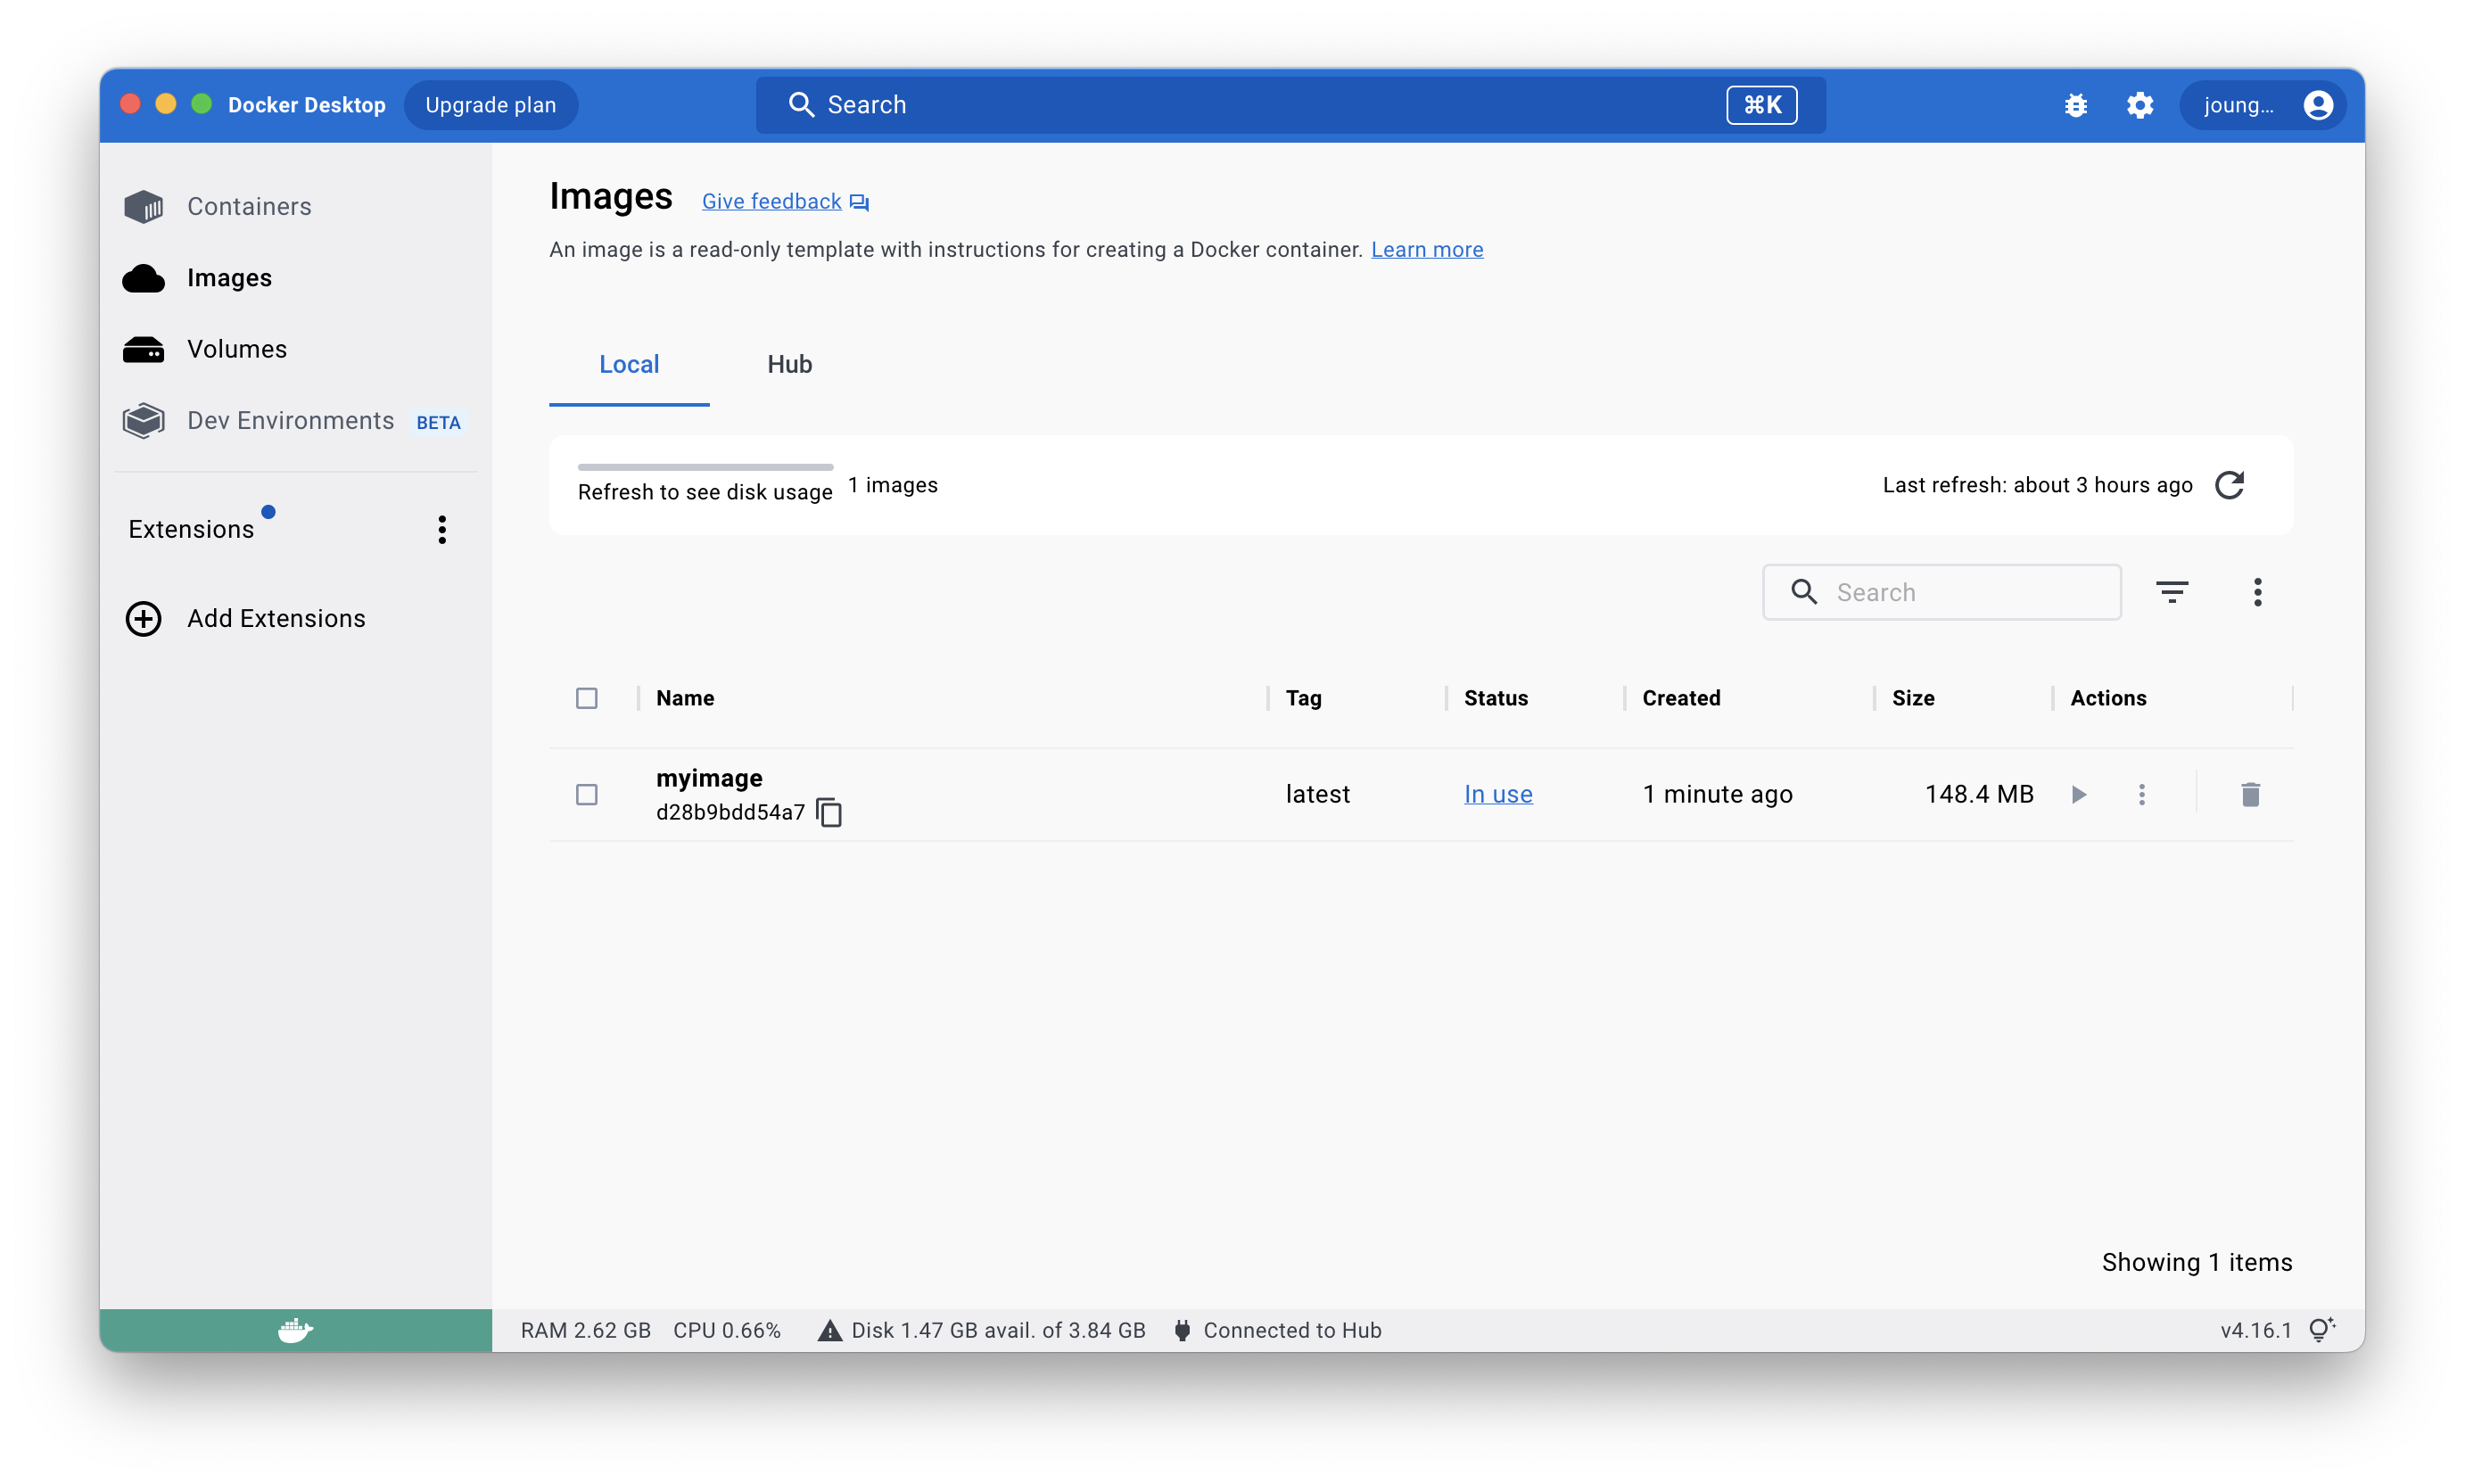 Docker Desktop Upgrade plan Search ⌘K joung...
Containers
Images
Volumes
Dev Environments BETA
Extensions
Add Extensions
Images Give feedback
An image is a read-only template with instructions for creating a Docker container. Learn more
Local Hub
Refresh to see disk usage 1 images Last refresh: about 3 hours ago
Search
Name Tag Status Created Size Actions
myimage
d28b9bdd54a7 latest In use 1 minute ago 148.4 MB
Showing 1 items
RAM 2.62 GB CPU 0.66% Disk 1.47 GB avail. of 3.84 GB Connected to Hub v4.16.1